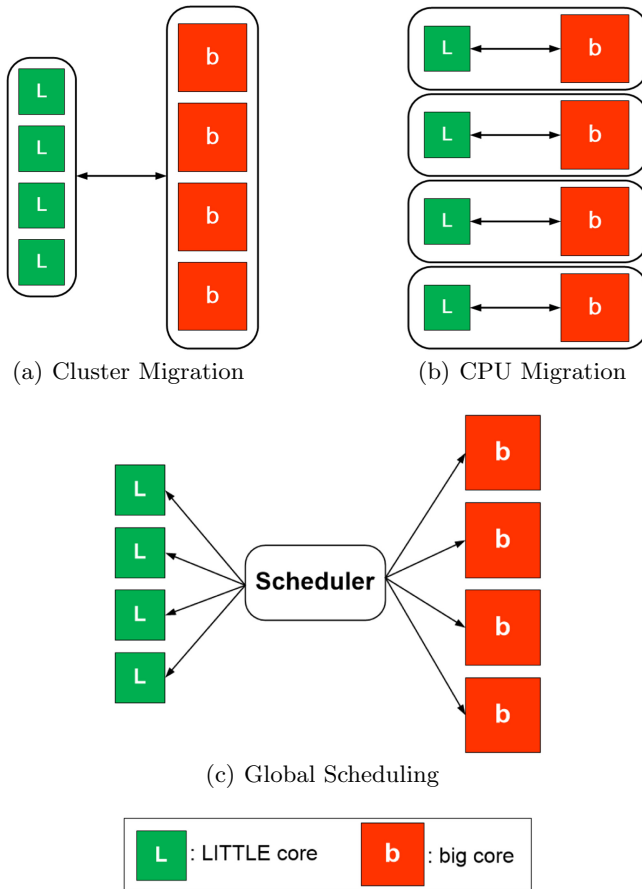 L
L
L
L
b
b
b
b
L b
L b
L b
L b
(a) Cluster Migration
(b) CPU Migration
L
L
L
L
Scheduler
b
b
b
b
(c) Global Scheduling
L : LITTLE core
b : big core